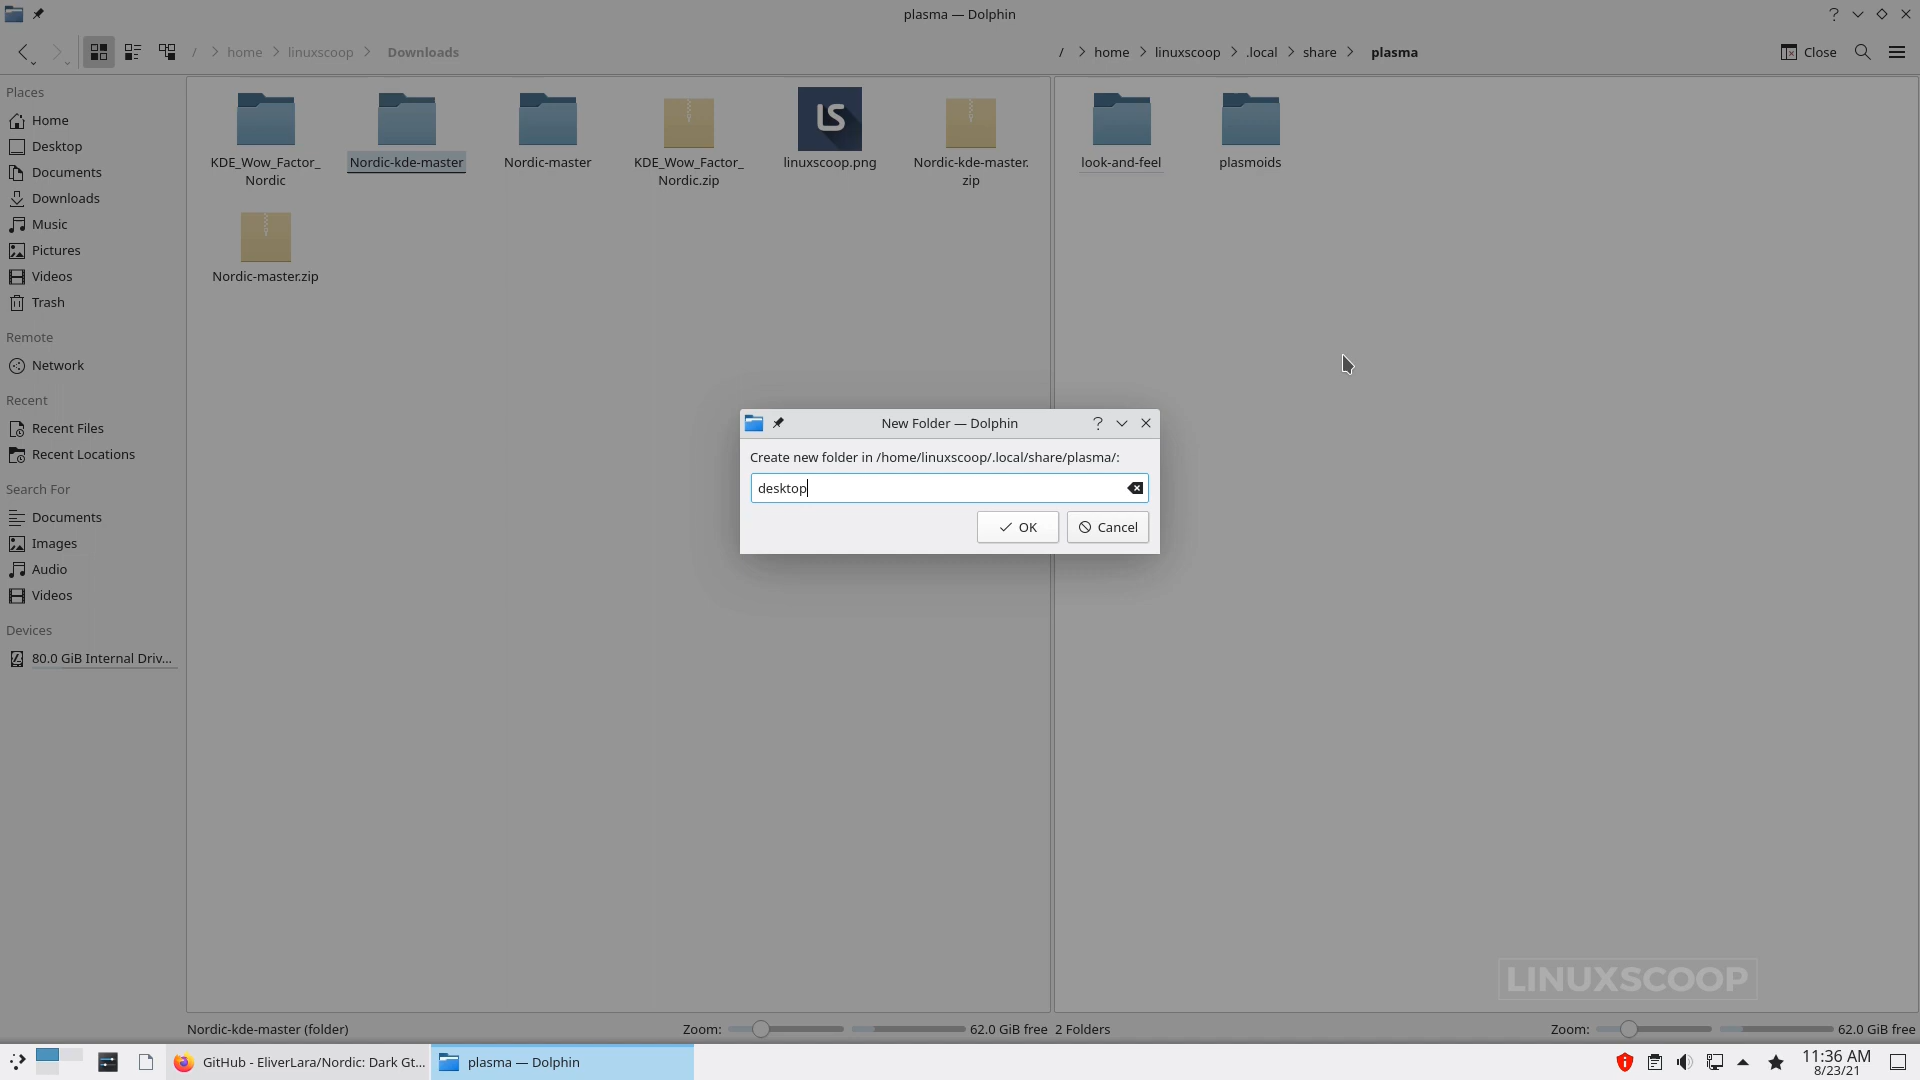 plasma — Dolphin
/ > home > linuxscoop > Downloads
/ > home > linuxscoop > .local > share > plasma
Close
Places
Home
Desktop
Documents
Downloads
Music
Pictures
Videos
Trash
Remote
Network
Recent
Recent Files
Recent Locations
Search For
Documents
Images
Audio
Videos
Devices
80.0 GiB Internal Driv...
KDE_Wow_Factor_
Nordic
Nordic-kde-master
Nordic-master
KDE_Wow_Factor_
Nordic.zip
LS
linuxscoop.png
Nordic-kde-master.
zip
Nordic-master.zip
look-and-feel
plasmoids
New Folder — Dolphin
Create new folder in /home/linuxscoop/.local/share/plasma/:
desktop
OK
Cancel
LINUXSCOOP
Nordic-kde-master (folder)
Zoom:
62.0 GiB free
2 Folders
Zoom:
62.0 GiB free
GitHub - EliverLara/Nordic: Dark Gt...
plasma — Dolphin
11:36 AM
8/23/21